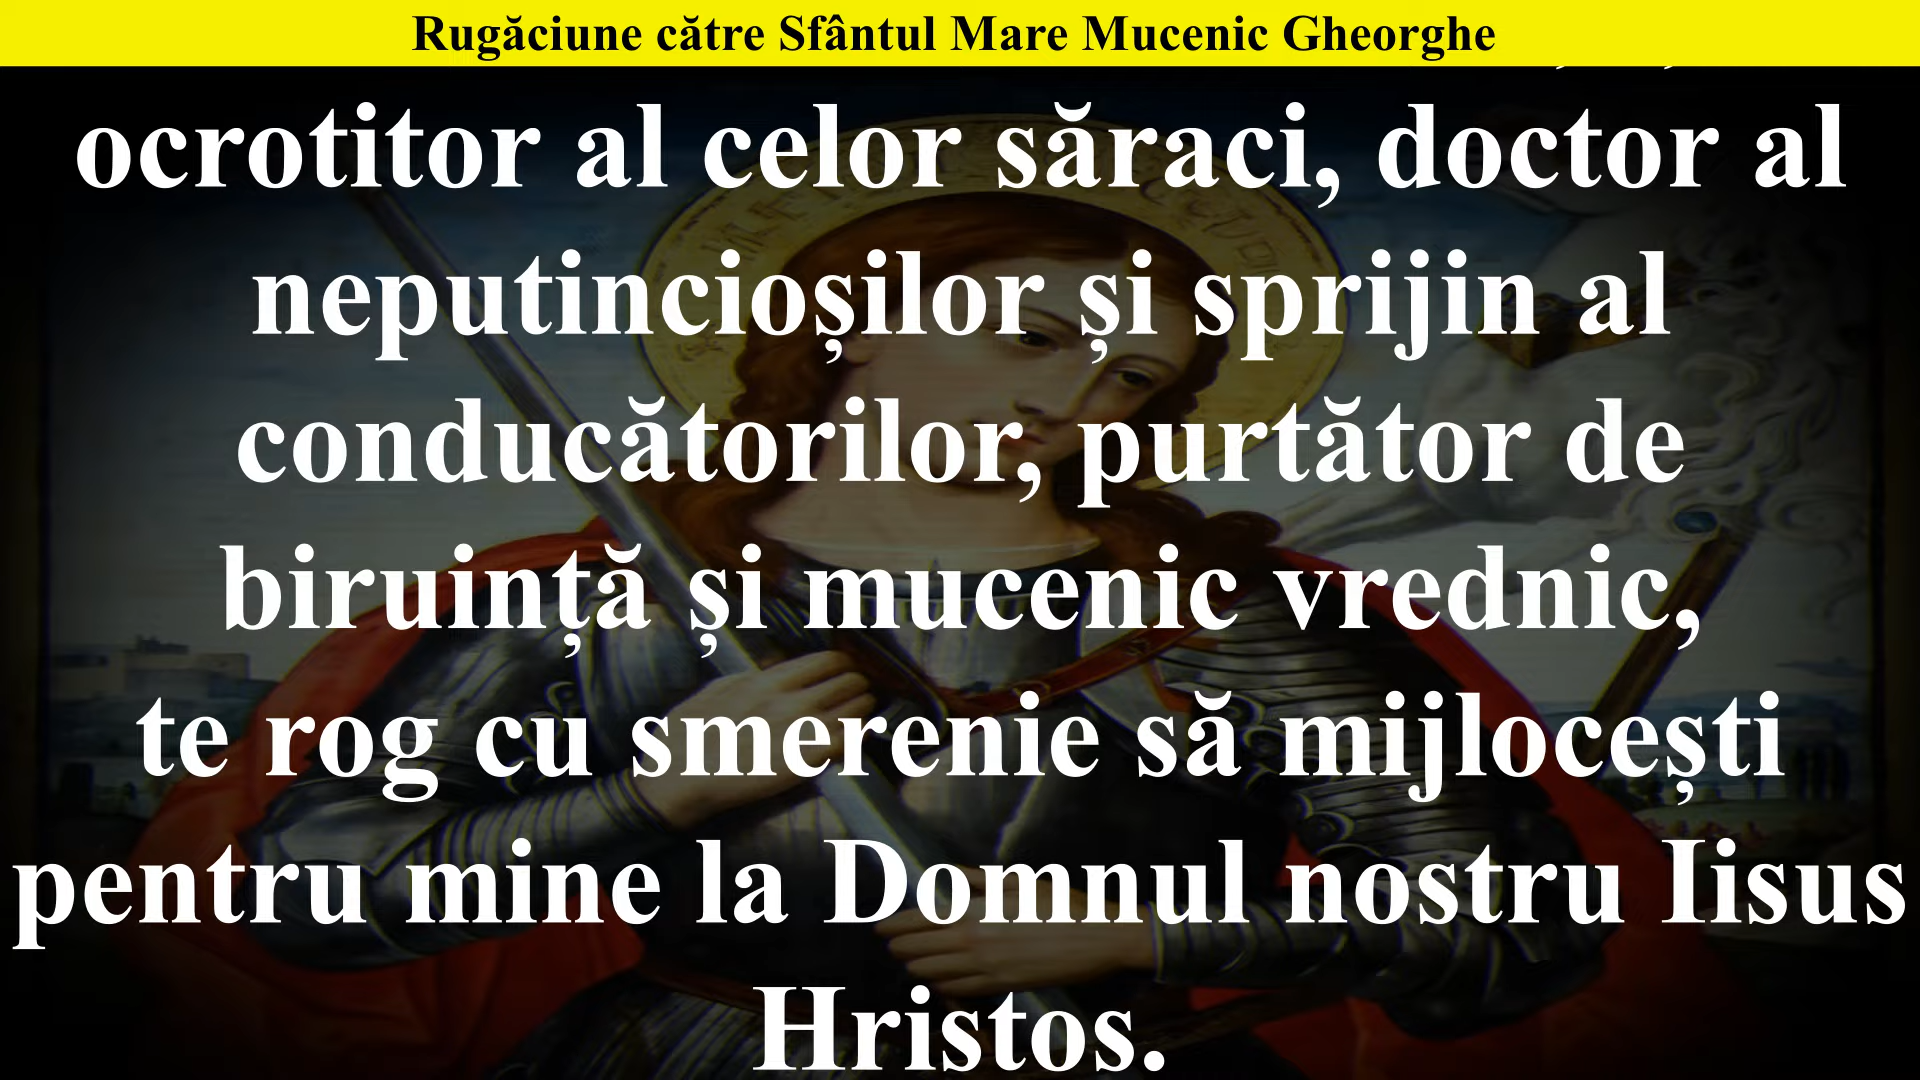 Rugăciune către Sfântul Mare Mucenic Gheorghe
ocrotitor al celor săraci, doctor al
neputincioșilor și sprijin al
conducătorilor, purtător de
biruință și mucenic vrednic,
te rog cu smerenie să mijlocești
pentru mine la Domnul nostru Iisus
Hristos.